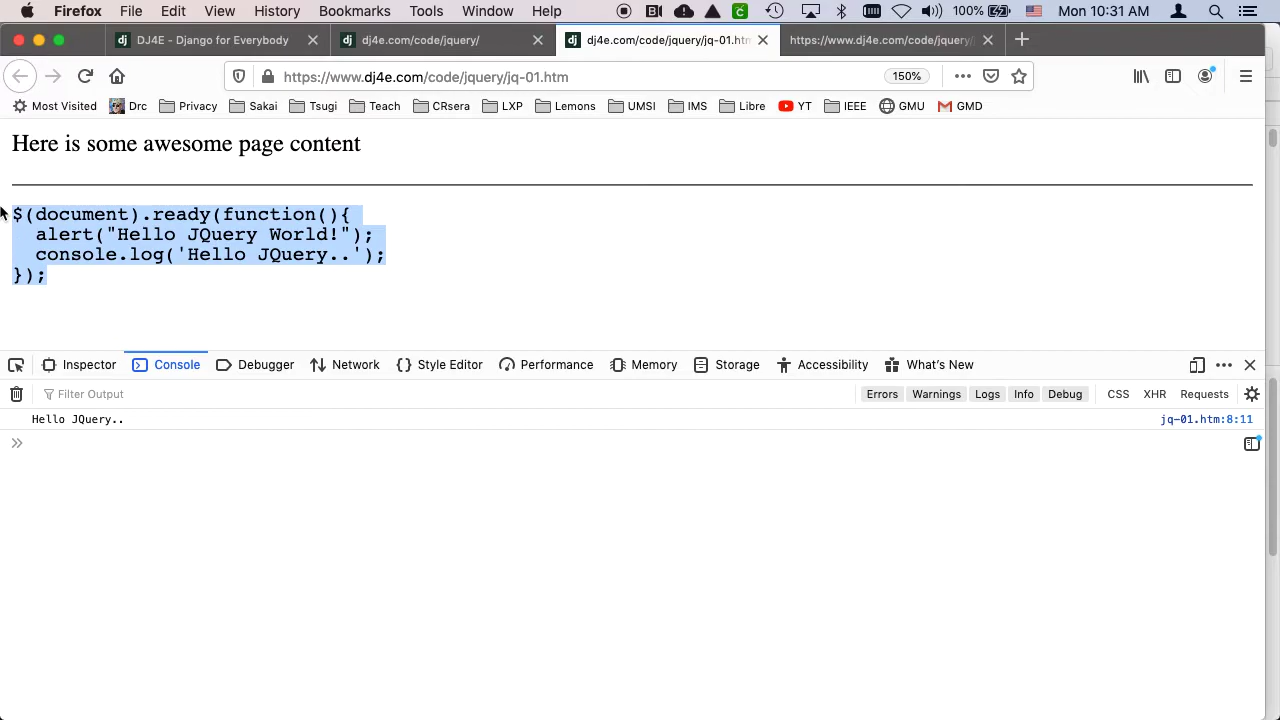 Firefox File Edit View History Bookmarks Tools Window Help 100% Mon 10:31 AM
DJ4E - Django for Everybody dj4e.com/code/jquery/ dj4e.com/code/jquery/jq-01.htm https://www.dj4e.com/code/jquery/
https://www.dj4e.com/code/jquery/jq-01.htm 150%
Most Visited Drc Privacy Sakai Tsugi Teach CRsera LXP Lemons UMSI IMS Libre YT IEEE GMU GMD
Here is some awesome page content
$(document).ready(function(){
  alert("Hello JQuery World!");
  console.log('Hello JQuery..');
});
Inspector Console Debugger Network Style Editor Performance Memory Storage Accessibility What's New
Filter Output Errors Warnings Logs Info Debug CSS XHR Requests
Hello JQuery.. jq-01.htm:8:11